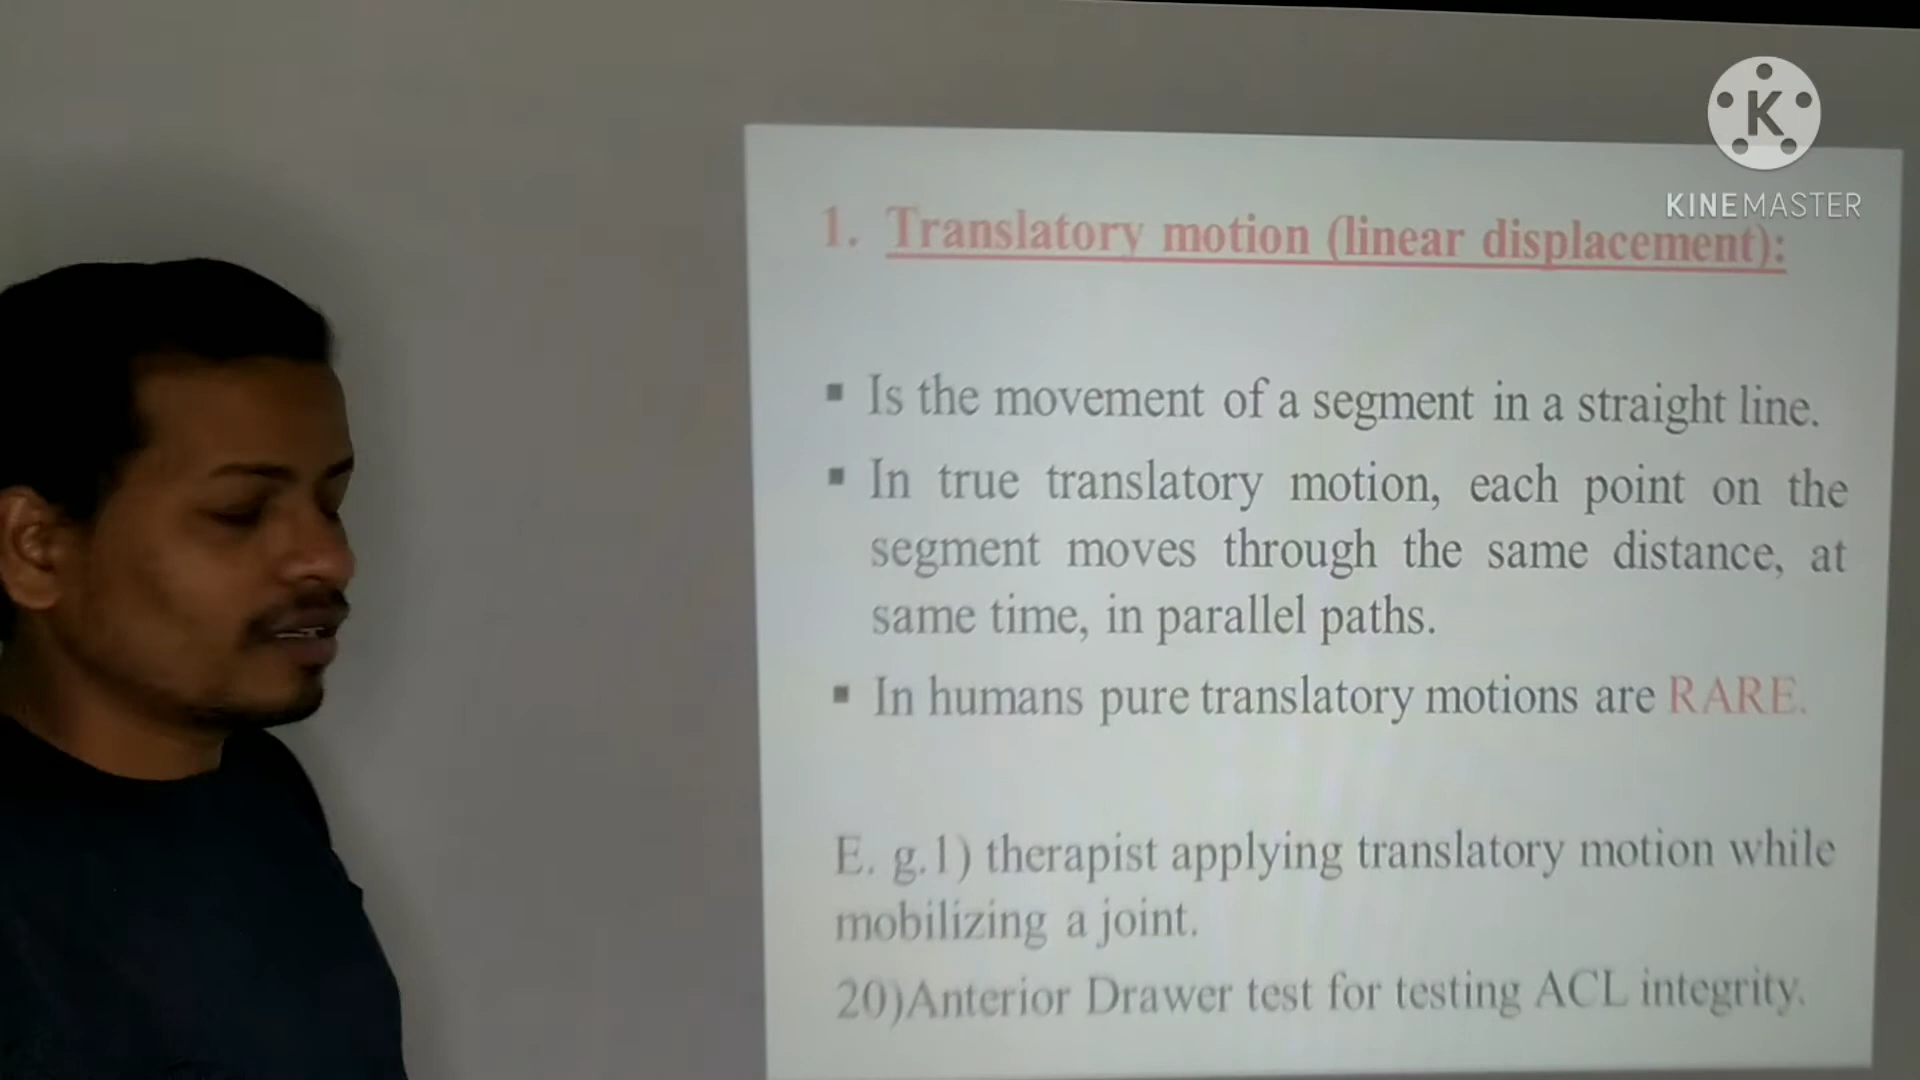 K
KINEMASTER
1. Translatory motion (linear displacement):
▪ Is the movement of a segment in a straight line.
▪ In true translatory motion, each point on the
segment moves through the same distance, at
same time, in parallel paths.
▪ In humans pure translatory motions are RARE.
E. g.1) therapist applying translatory motion while
mobilizing a joint.
20)Anterior Drawer test for testing ACL integrity.